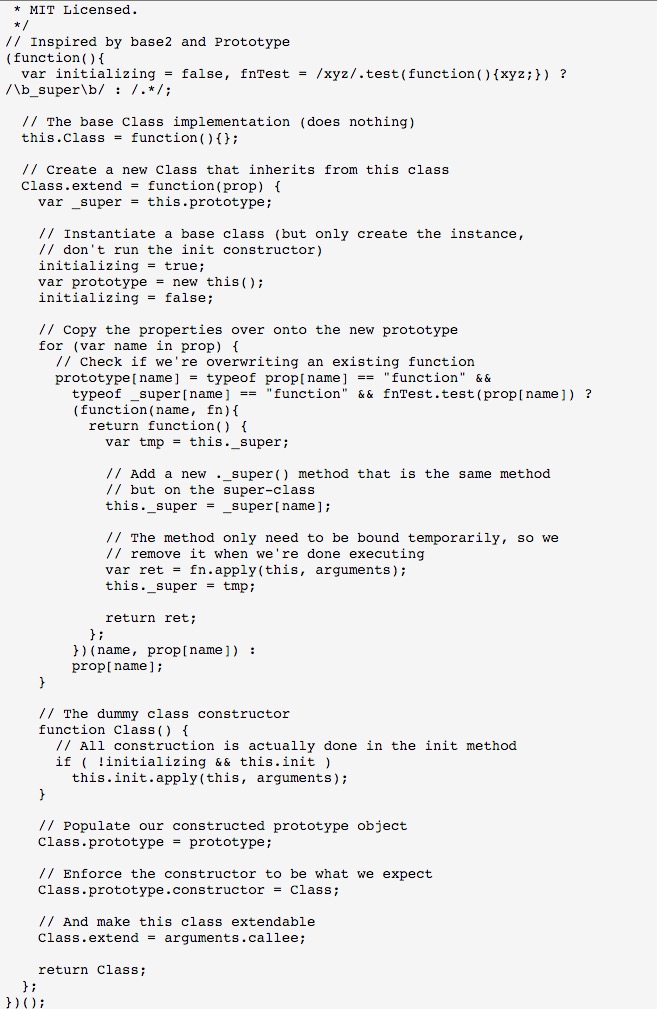 * MIT Licensed.
 */
// Inspired by base2 and Prototype
(function(){
  var initializing = false, fnTest = /xyz/.test(function(){xyz;}) ?
/\b_super\b/ : /.*/;

  // The base Class implementation (does nothing)
  this.Class = function(){};

  // Create a new Class that inherits from this class
  Class.extend = function(prop) {
    var _super = this.prototype;

    // Instantiate a base class (but only create the instance,
    // don't run the init constructor)
    initializing = true;
    var prototype = new this();
    initializing = false;

    // Copy the properties over onto the new prototype
    for (var name in prop) {
      // Check if we're overwriting an existing function
      prototype[name] = typeof prop[name] == "function" &&
        typeof _super[name] == "function" && fnTest.test(prop[name]) ?
        (function(name, fn){
          return function() {
            var tmp = this._super;

            // Add a new ._super() method that is the same method
            // but on the super-class
            this._super = _super[name];

            // The method only need to be bound temporarily, so we
            // remove it when we're done executing
            var ret = fn.apply(this, arguments);
            this._super = tmp;

            return ret;
          };
        })(name, prop[name]) :
        prop[name];
    }

    // The dummy class constructor
    function Class() {
      // All construction is actually done in the init method
      if ( !initializing && this.init )
        this.init.apply(this, arguments);
    }

    // Populate our constructed prototype object
    Class.prototype = prototype;

    // Enforce the constructor to be what we expect
    Class.prototype.constructor = Class;

    // And make this class extendable
    Class.extend = arguments.callee;

    return Class;
  };
})();